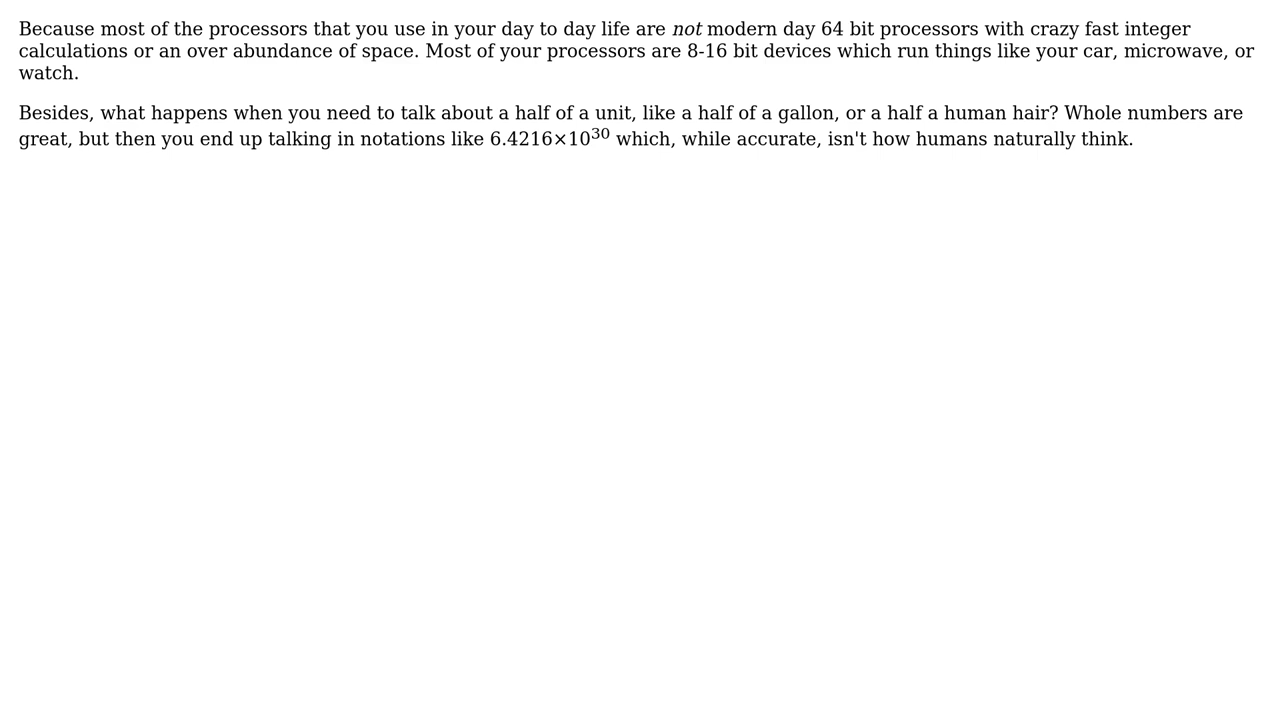 Because most of the processors that you use in your day to day life are not modern day 64 bit processors with crazy fast integer
calculations or an over abundance of space. Most of your processors are 8-16 bit devices which run things like your car, microwave, or
watch.
Besides, what happens when you need to talk about a half of a unit, like a half of a gallon, or a half a human hair? Whole numbers are
great, but then you end up talking in notations like 6.4216×10³⁰ which, while accurate, isn't how humans naturally think.